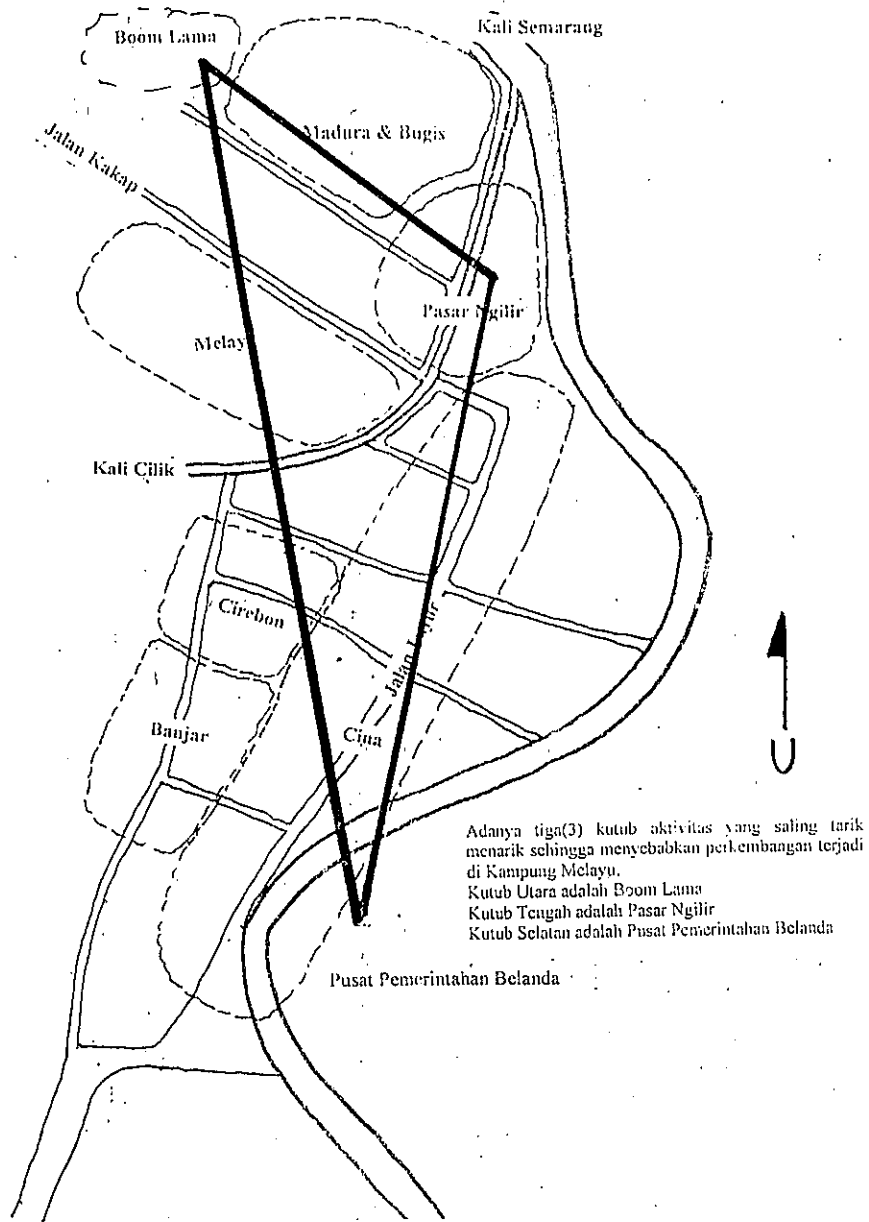 Boom Lama
Kali Semarang
Madura & Bugis
Jalan Kakap
Pasar Ngilir
Melay
Kali Cilik
Cirebon
Jalan Layur
Banjar
Cina
U
Adanya tiga(3) kutub aktivitas yang saling tarik
menarik sehingga menyebabkan perkembangan terjadi
di Kampung Melayu.
Kutub Utara adalah Boom Lama
Kutub Tengah adalah Pasar Ngilir
Kutub Selatan adalah Pusat Pemerintahan Belanda
Pusat Pemerintahan Belanda